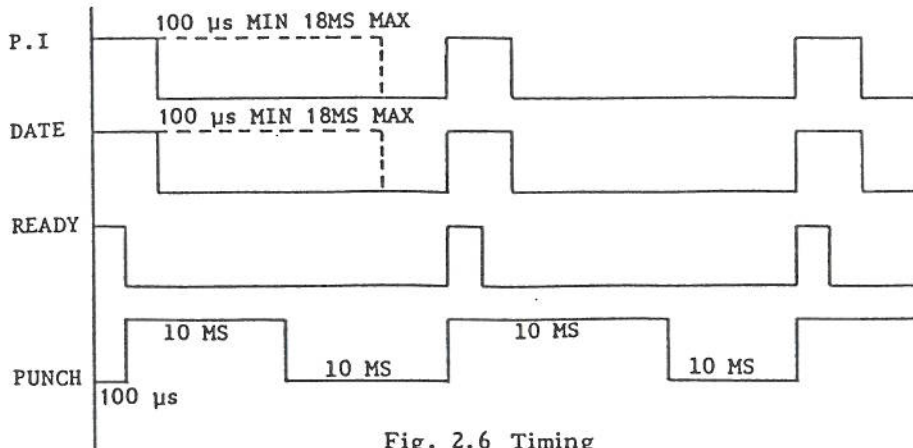 100 µs MIN 18MS MAX
P.I
100 µs MIN 18MS MAX
DATE
READY
10 MS
10 MS
10 MS
10 MS
PUNCH
100 µs
Fig. 2.6 Timing